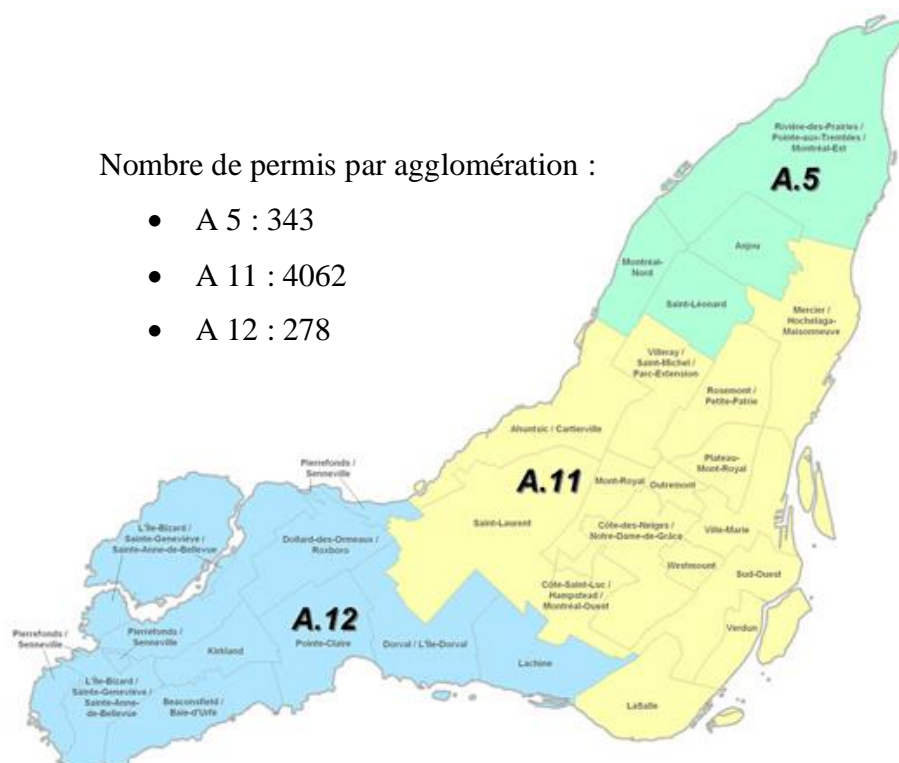 Nombre de permis par agglomération :
• A 5 : 343
• A 11 : 4062
• A 12 : 278
Rivière-des-Prairies /
Pointe-aux-Trembles /
Montréal-Est
A.5
Anjou
Montréal-
Nord
Saint-Léonard
Mercier /
Hochelaga-
Maisonneuve
Villeray /
Saint-Michel /
Parc-Extension
Rosemont /
Petite-Patrie
Ahuntsic / Cartierville
Plateau-
Mont-Royal
Pierrefonds /
Senneville
A.11
Mont-Royal
Outremont
Saint-Laurent
Côte-des-Neiges /
Notre-Dame-de-Grâce
Ville-Marie
L'Île-Bizard /
Sainte-Geneviève /
Sainte-Anne-de-Bellevue
Dollard-des-Ormeaux /
Roxboro
Westmount
Sud-Ouest
Côte-Saint-Luc /
Hampstead /
Montréal-Ouest
A.12
Verdun
Pierrefonds /
Senneville
Pierrefonds /
Senneville
Kirkland
Pointe-Claire
Dorval / L'Île-Dorval
Lachine
L'Île-Bizard /
Sainte-Geneviève /
Sainte-Anne-
de-Bellevue
Beaconsfield /
Baie-d'Urfé
LaSalle